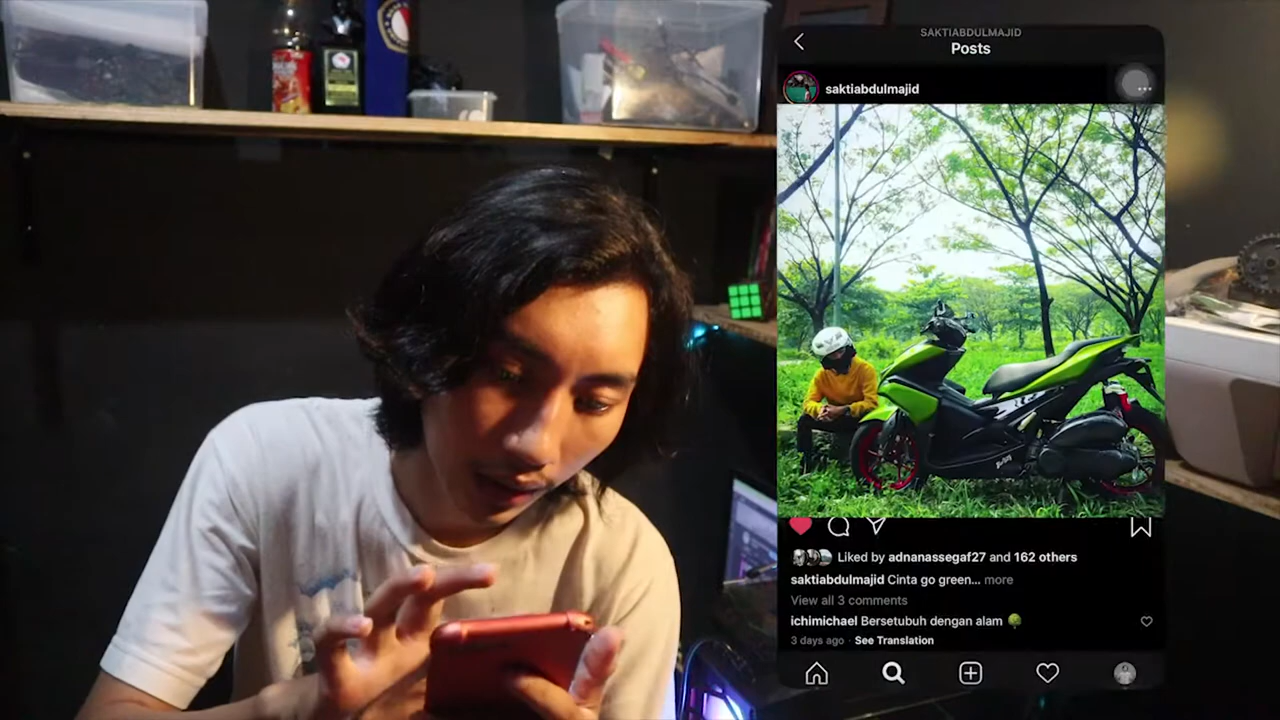 SAKTIABDULMAJID
Posts
saktiabdulmajid
Liked by adnanassegaf27 and 162 others
saktiabdulmajid Cinta go green... more
View all 3 comments
ichimichael Bersetubuh dengan alam
3 days ago · See Translation